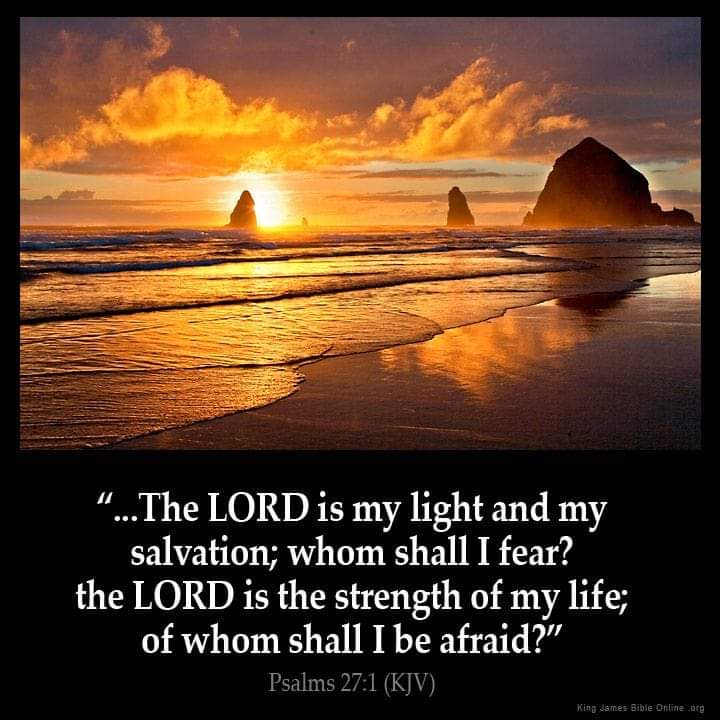 “...The LORD is my light and my
salvation; whom shall I fear?
the LORD is the strength of my life;
of whom shall I be afraid?”
Psalms 27:1 (KJV)
King James Bible Online .org